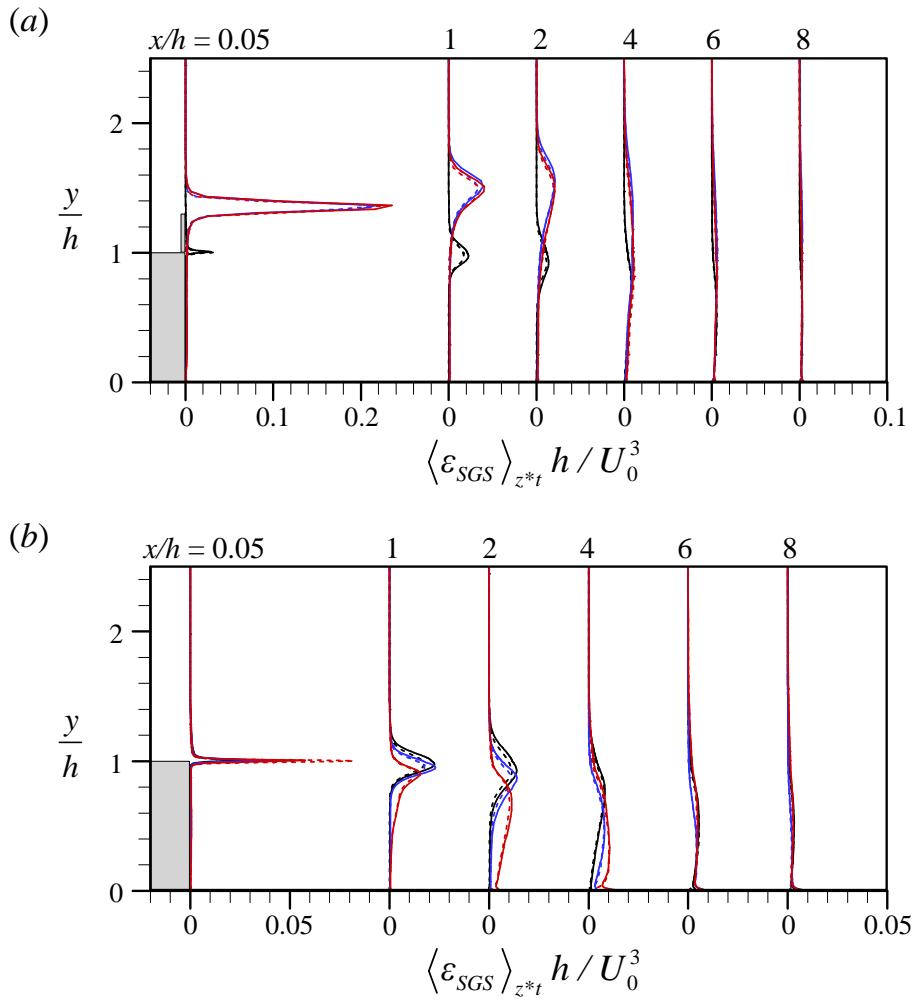 (a)
x/h = 0.05 1 2 4 6 8
y/h
2
1
0
0 0.1 0.2 0 0 0 0 0 0.1
⟨ε_SGS⟩_z*t h / U_0^3
(b)
x/h = 0.05 1 2 4 6 8
y/h
2
1
0
0 0.05 0 0 0 0 0 0.05
⟨ε_SGS⟩_z*t h / U_0^3